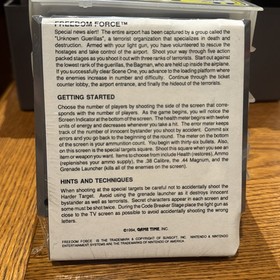 FREEDOM FORCE™
Special news alert! The entire airport has been captured by a group called the
"Unknown Guerillas", a terrorist organization that specializes in death and
destruction. Armed with your light gun, you have volunteered to rescue the
hostages and take control of the airport. Shoot your way through five action
packed stages as you shoot it out with three ranks of terrorists. Start out against
the lowest rank of the guerillas, the Bagman, who are held up inside the airplane.
If you successfully clear Scene One, you advance to the loading platform where
the enemies increase in number and difficulty. Continue through the ticket
counter lobby, the airport entrance, and finally the hideout of the terrorists.
GETTING STARTED
Choose the number of players by shooting the side of the screen that corre-
sponds with the number of players. As the game begins, you will notice the
Screen Indicator at the bottom of the screen. The health meter begins with twelve
units of energy and decreases every time you take a hit. The error meter keeps
track of the number of innocent bystander you shoot by accident. Commit six
errors and you go back to the beginning of the round. The meter on the bottom
of the screen is your ammunition count. You begin with thirty six bullets. Also,
on this screen is the special items square. Shoot this square when you see an
item or weapon you want. Items to choose from include Health (restores), Ammo
(replenishes your ammo supply), the .38 Calibre, the .44 Magnum, and the
Grenade Launcher (kills all of the enemies on the screen).
HINTS AND TECHNIQUES
When shooting at the special targets be careful not to accidentally shoot the
Harder Target. Avoid using the grenade launcher as it destroys innocent
bystander as well as terrorists. Secret characters appear in each screen and
some must be shot twice. During the Code Breaker Stage place the light gun as
close to the TV screen as possible to avoid accidentally shooting the wrong
letters.
©1994, GAME TIME, INC.
FREEDOM FORCE ® IS THE TRADEMARK & COPYRIGHT OF SUNSOFT, INC. NINTENDO & NINTENDO
ENTERTAINMENT SYSTEMS ARE THE TRADEMARKS OF NINTENDO OF AMERICA.